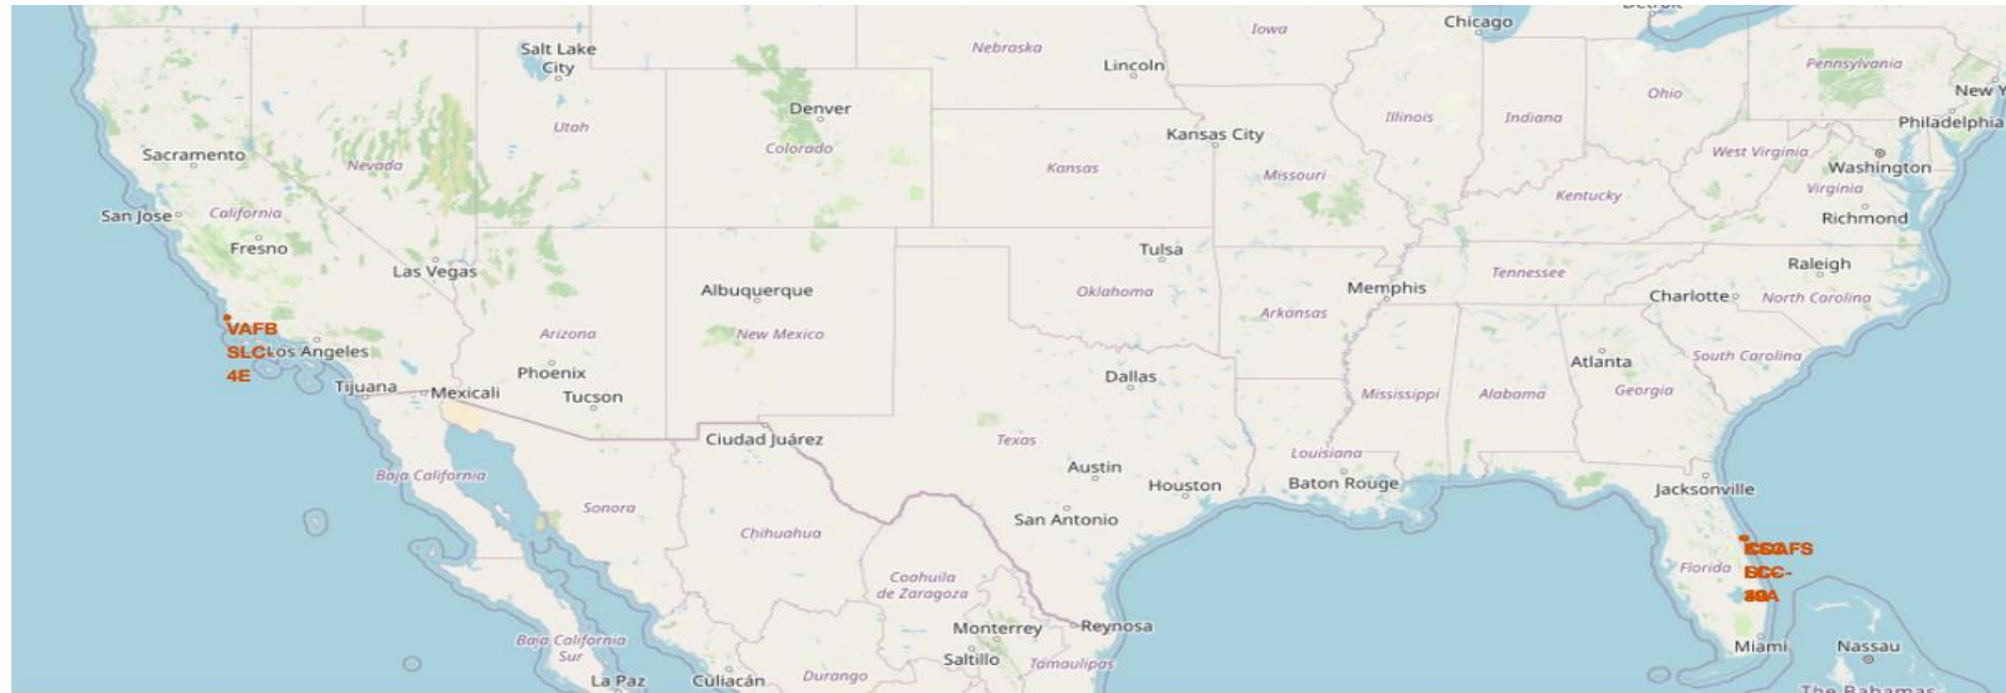 Detroit
Chicago
Iowa
Salt Lake
City
Nebraska
Lincoln
Pennsylvania
New Y
Ohio
Denver
Illinois
Indiana
Philadelphia
Utah
Kansas City
Colorado
Sacramento
Nevada
Kansas
Missouri
West Virginia
Washington
Kentucky
Virginia
San Jose
California
Richmond
Fresno
Tulsa
Las Vegas
Raleigh
Tennessee
Albuquerque
Oklahoma
Memphis
Charlotte
North Carolina
Arkansas
VAFB
SLC-
4E
Los Angeles
Arizona
New Mexico
South Carolina
Atlanta
Phoenix
Dallas
Tijuana
Mexicali
Tucson
Mississippi
Alabama
Georgia
Ciudad Juárez
Texas
Louisiana
Austin
Baja California
Houston
Baton Rouge
Jacksonville
Sonora
San Antonio
Chihuahua
Florida
Coahuila
de Zaragoza
Monterrey
Reynosa
Baja California
Sur
Miami
Nassau
Saltillo
Tamaulipas
La Paz
Culiacán
Durango
The Bahamas